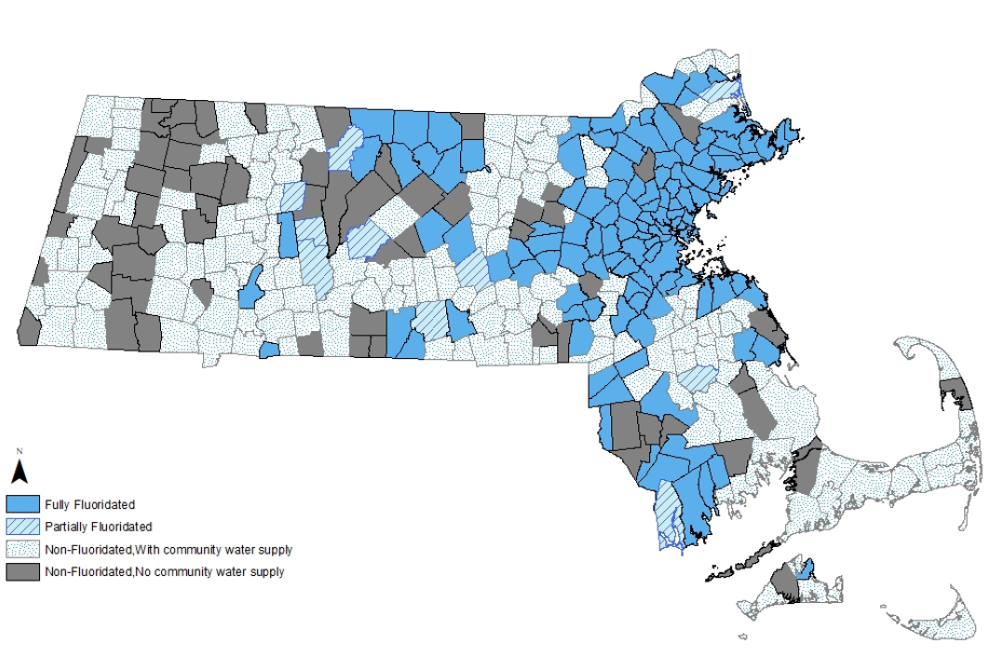 N
Fully Fluoridated
Partially Fluoridated
Non-Fluoridated,With community water supply
Non-Fluoridated,No community water supply